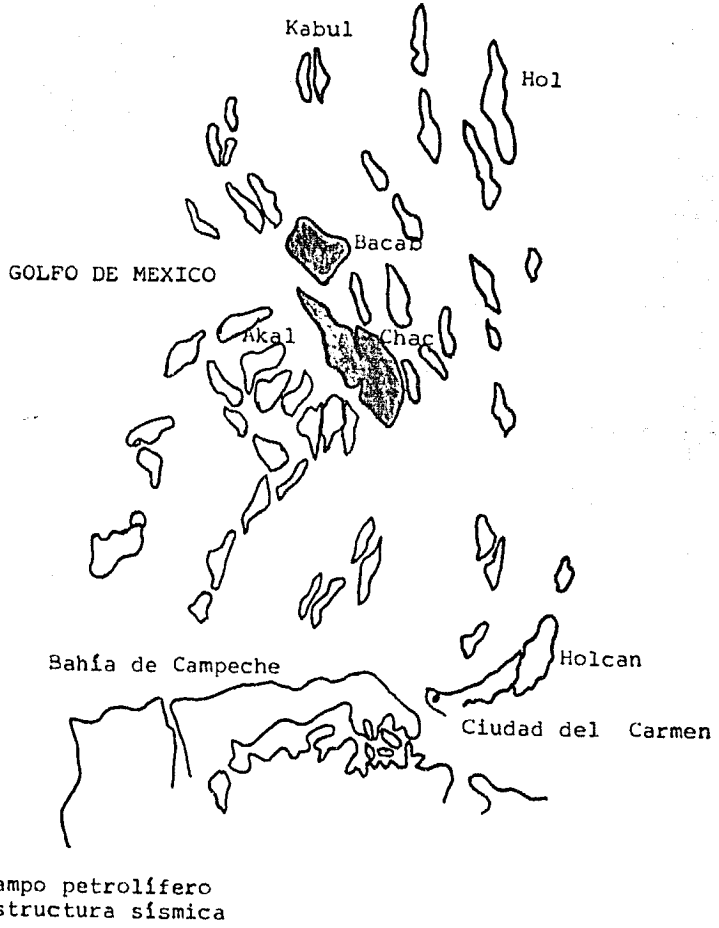 Kabul
Hol
Bacab
GOLFO DE MEXICO
Akal
Chac
Bahía de Campeche
Holcan
Ciudad del Carmen
ampo petrolífero
structura sísmica